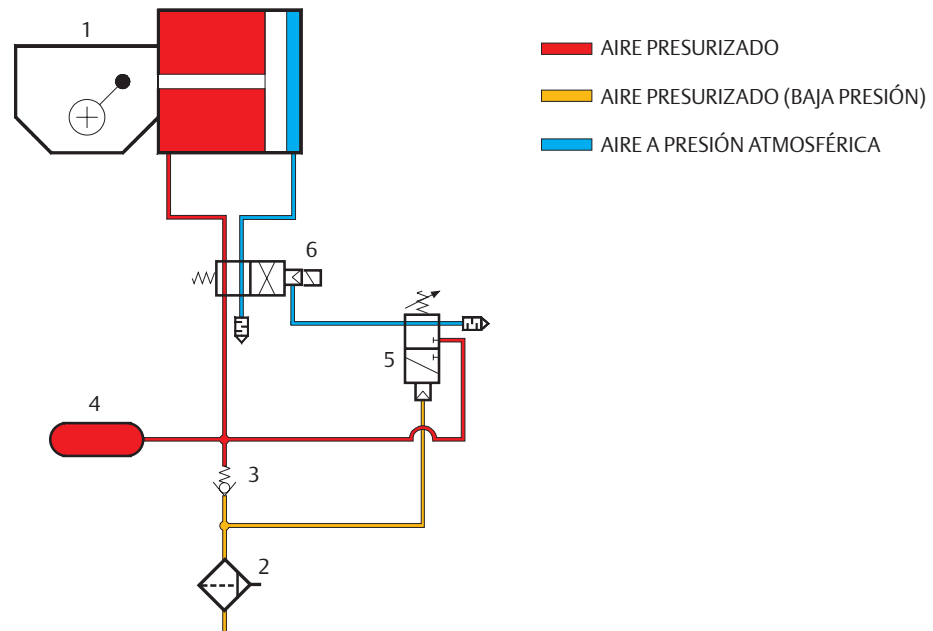 1
AIRE PRESURIZADO
AIRE PRESURIZADO (BAJA PRESIÓN)
AIRE A PRESIÓN ATMOSFÉRICA
6
5
4
3
2